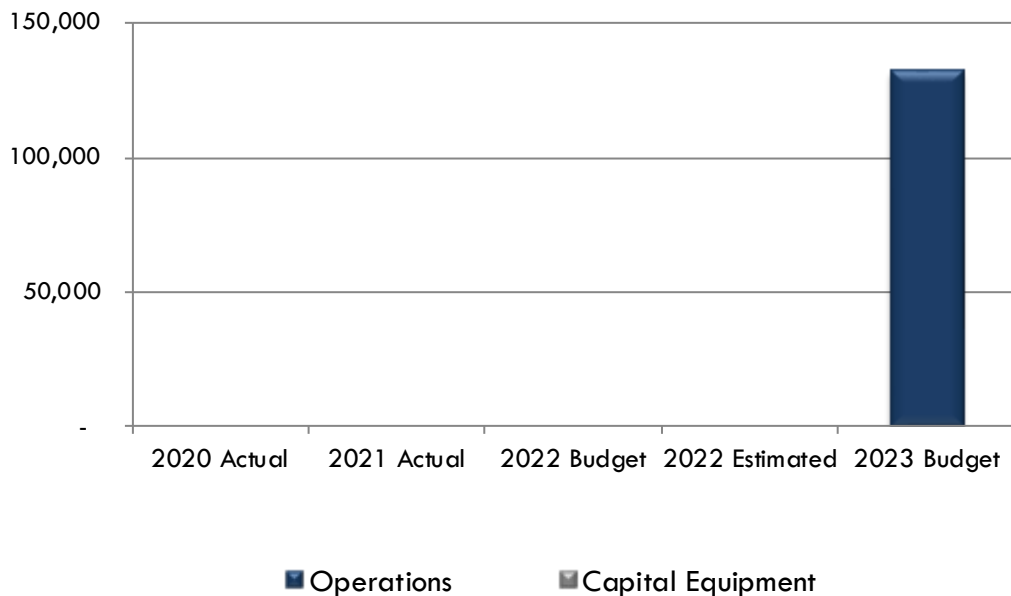 150,000
100,000
50,000
-
2020 Actual 2021 Actual 2022 Budget 2022 Estimated 2023 Budget
Operations Capital Equipment